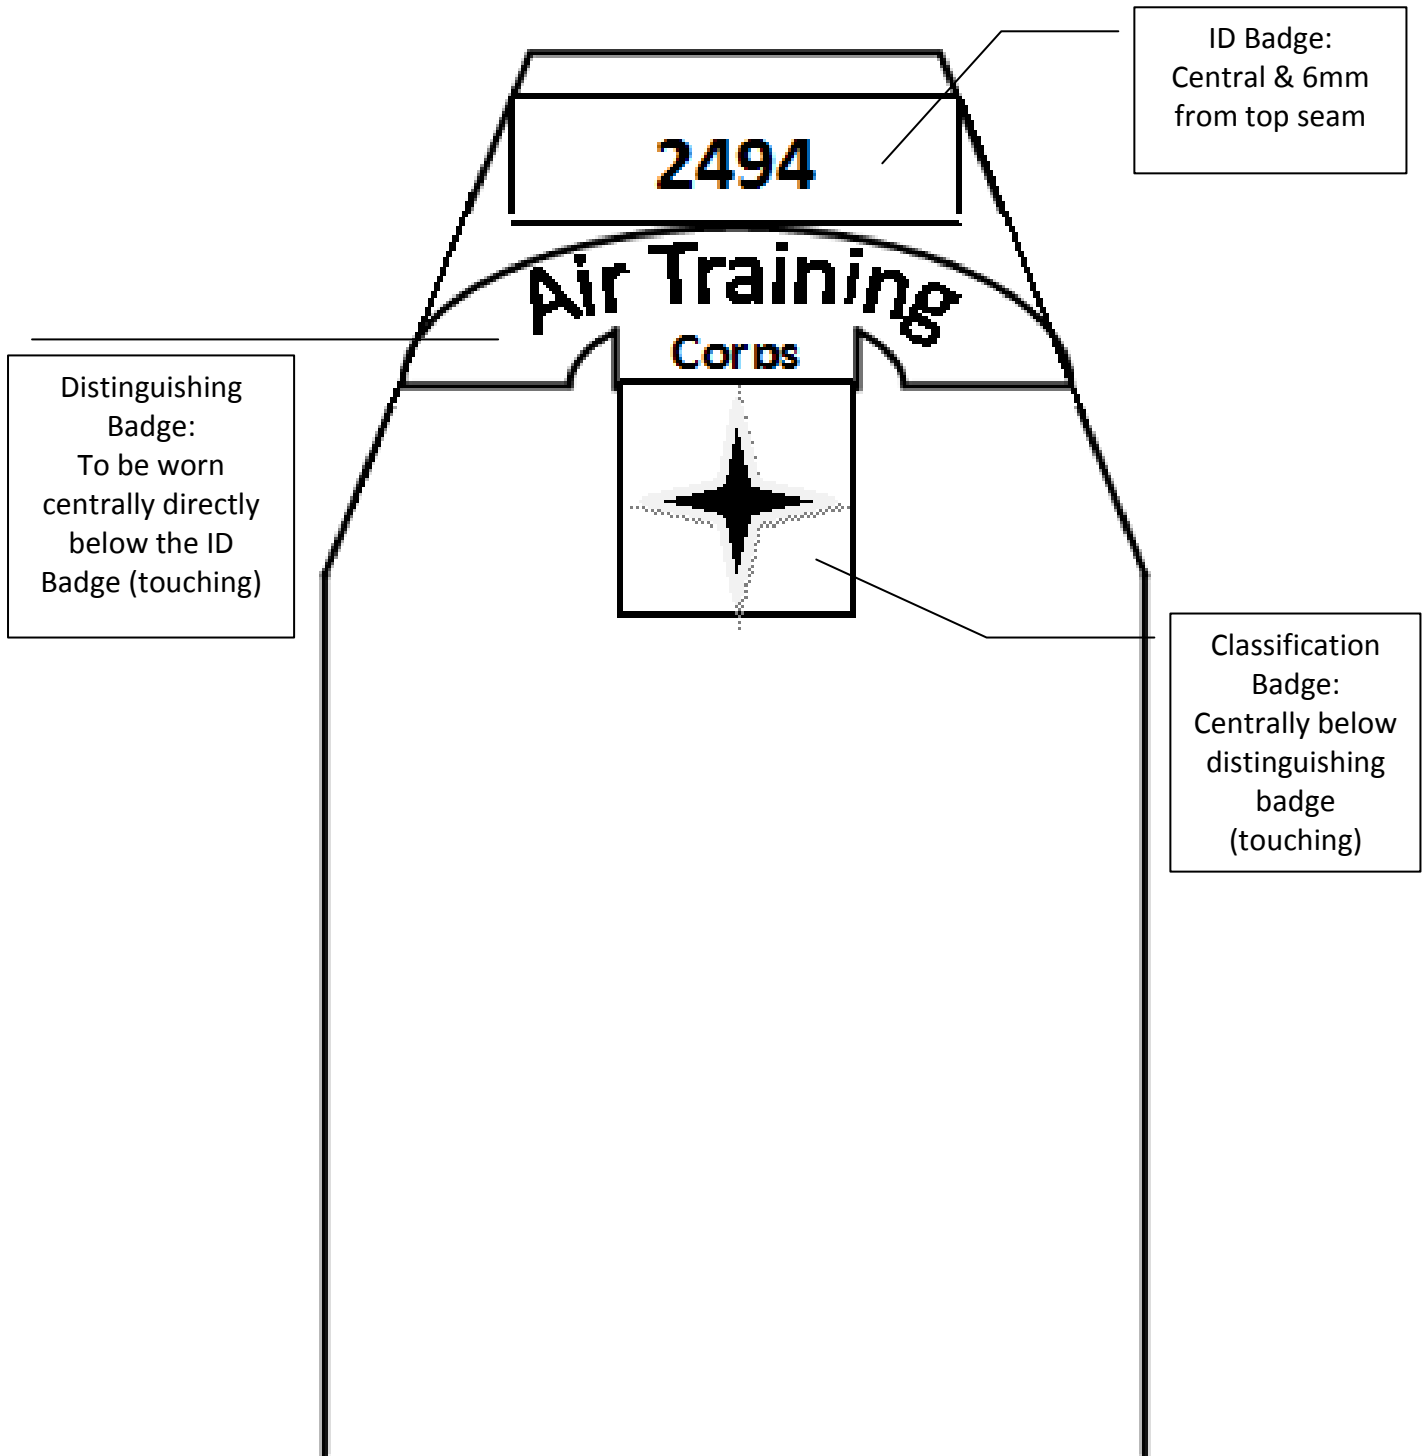 ID Badge:
Central & 6mm
from top seam
2494
Air Training
Corps
Distinguishing
Badge:
To be worn
centrally directly
below the ID
Badge (touching)
Classification
Badge:
Centrally below
distinguishing
badge
(touching)